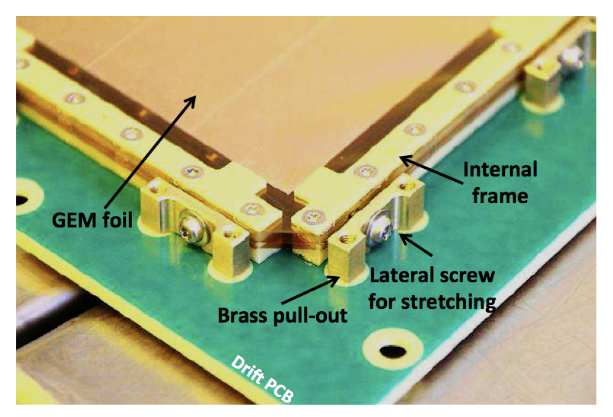 GEM foil
Internal
frame
Lateral screw
for stretching
Brass pull-out
Drift PCB